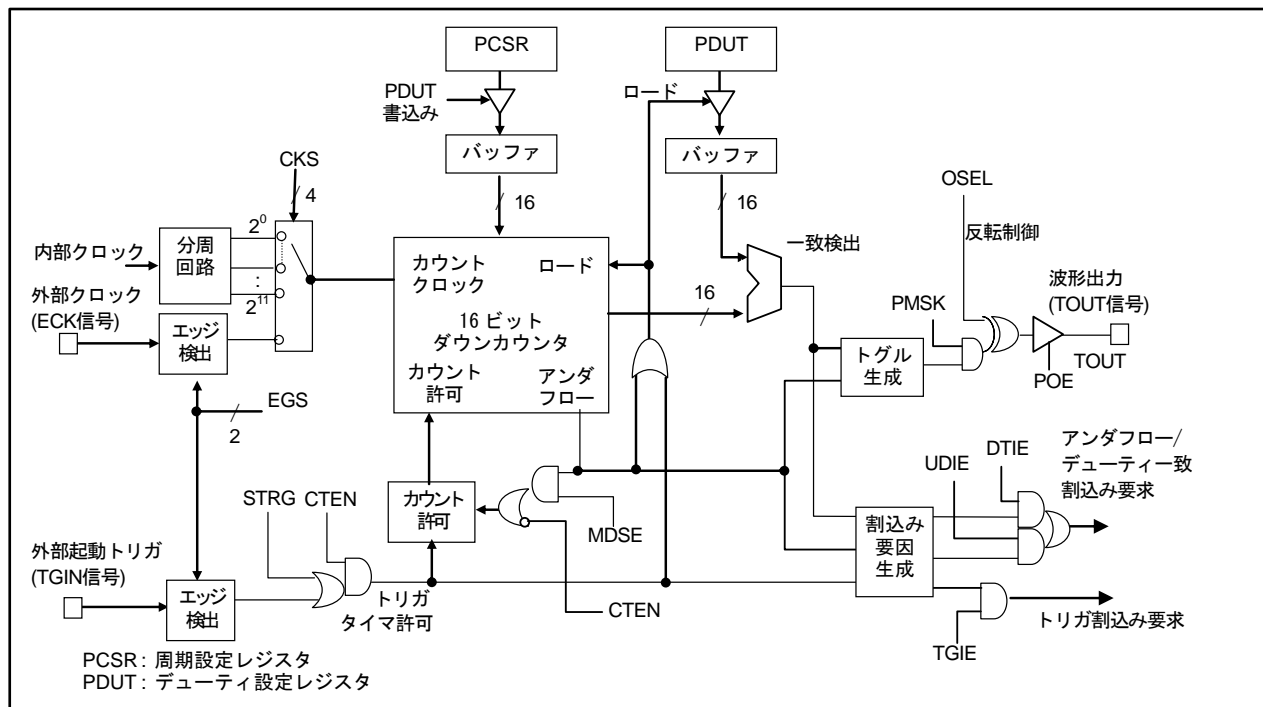 PCSR
PDUT
PDUT
書込み
ロード
バッファ
バッファ
CKS
4
16
16
OSEL
反転制御
2^0
内部クロック
分周
回路
:
2^11
カウント
クロック
ロード
一致検出
外部クロック
(ECK信号)
エッジ
検出
16 ビット
ダウンカウンタ
16
PMSK
波形出力
(TOUT信号)
TOUT
POE
トグル
生成
カウント
許可
アンダ
フロー
EGS
2
STRG
CTEN
カウント
許可
MDSE
CTEN
UDIE
DTIE
アンダフロー/
デューティ一致
割込み要求
割込み
要因
生成
外部起動トリガ
(TGIN信号)
エッジ
検出
トリガ
タイマ許可
トリガ割込み要求
TGIE
PCSR : 周期設定レジスタ
PDUT : デューティ設定レジスタ